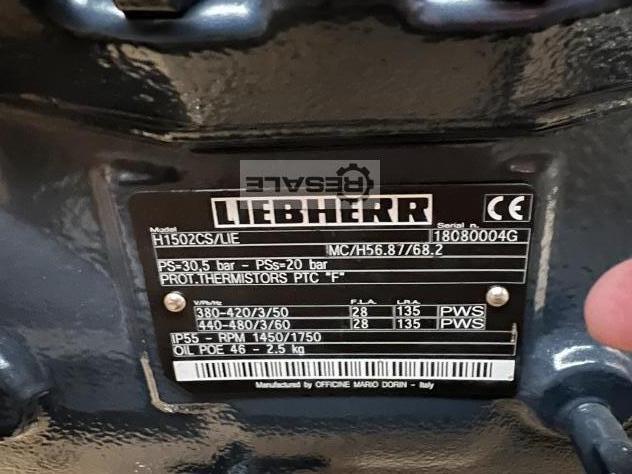 RESALE
LIEBHERR CE
Model Serial n.
H1502CS/LIE 18080004G
MC/H56.87/68.2
PS=30,5 bar - PSs=20 bar
PROT.THERMISTORS PTC "F"
V/Ph/Hz F.L.A. L.R.A.
380-420/3/50 28 135 PWS
440-480/3/60 28 135 PWS
IP55 - RPM 1450/1750
OIL POE 46 - 2.5 kg
Manufactured by OFFICINE MARIO DORIN - Italy